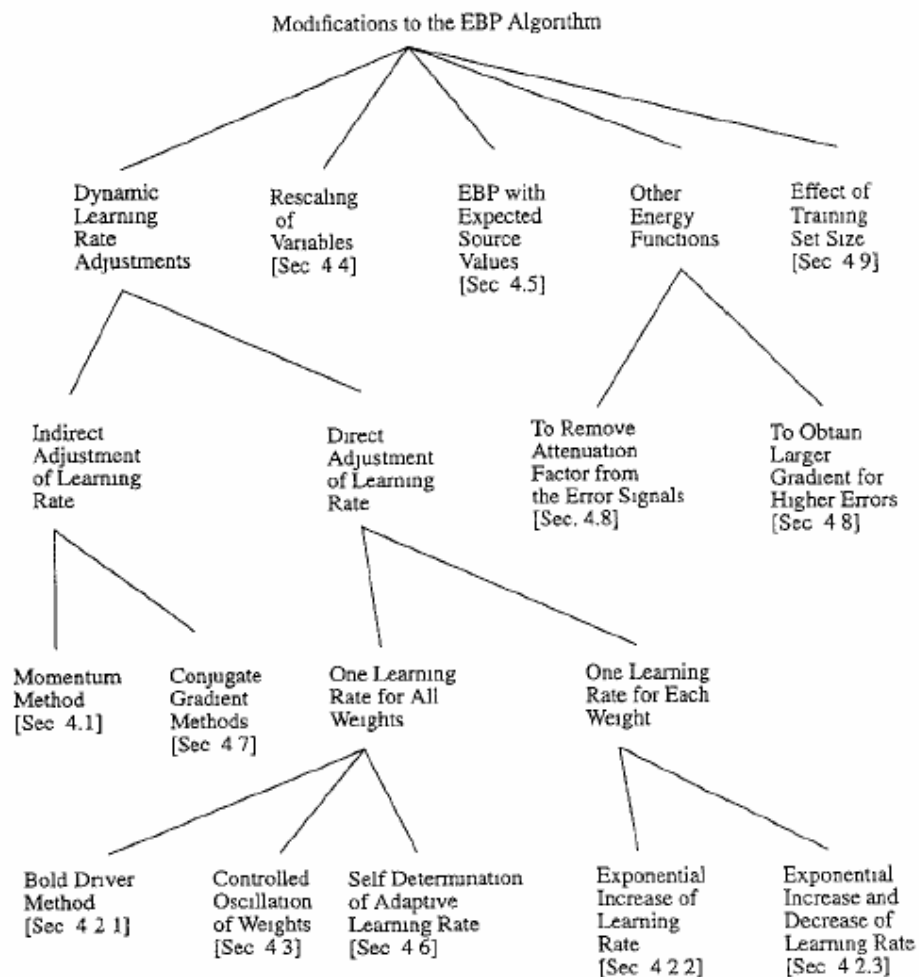 Modifications to the EBP Algorithm
Dynamic
Learning
Rate
Adjustments
Rescaling
of
Variables
[Sec 4 4]
EBP with
Expected
Source
Values
[Sec 4.5]
Other
Energy
Functions
Effect of
Training
Set Size
[Sec 4 9]
Indirect
Adjustment
of Learning
Rate
Direct
Adjustment
of Learning
Rate
To Remove
Attenuation
Factor from
the Error Signals
[Sec. 4.8]
To Obtain
Larger
Gradient for
Higher Errors
[Sec 4 8]
Momentum
Method
[Sec 4.1]
Conjugate
Gradient
Methods
[Sec 4 7]
One Learning
Rate for All
Weights
One Learning
Rate for Each
Weight
Bold Driver
Method
[Sec 4 2 1]
Controlled
Oscillation
of Weights
[Sec 4 3]
Self Determination
of Adaptive
Learning Rate
[Sec 4 6]
Exponential
Increase of
Learning
Rate
[Sec 4 2 2]
Exponential
Increase and
Decrease of
Learning Rate
[Sec 4 2.3]